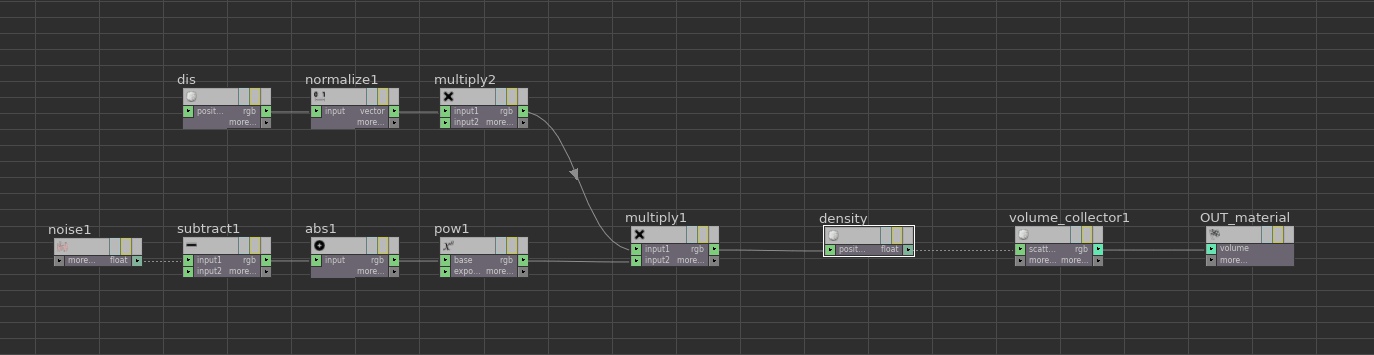 dis
normalize1
multiply2
posit... rgb
more...
input vector
more...
input1 rgb
input2 more...
noise1
more... float
subtract1
input1 rgb
input2 more...
abs1
input rgb
more...
pow1
base rgb
expo... more...
multiply1
input1 rgb
input2 more...
density
posit... float
volume_collector1
scatt... rgb
more... more...
OUT_material
volume
more...